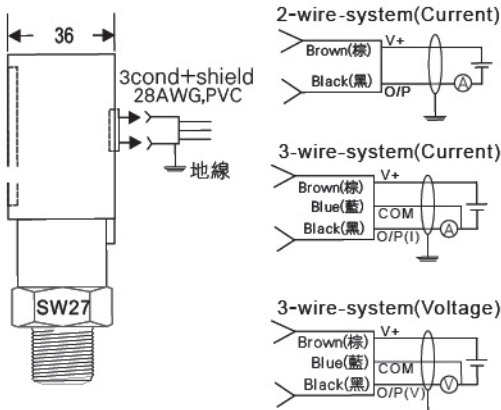 36
3cond+shield
28AWG,PVC
地線
SW27
2-wire-system(Current)
Brown(棕) V+
Black(黑) O/P
A
3-wire-system(Current)
Brown(棕) V+
Blue(藍) COM
Black(黑) O/P(I)
A
3-wire-system(Voltage)
Brown(棕) V+
Blue(藍) COM
Black(黑) O/P(V)
V